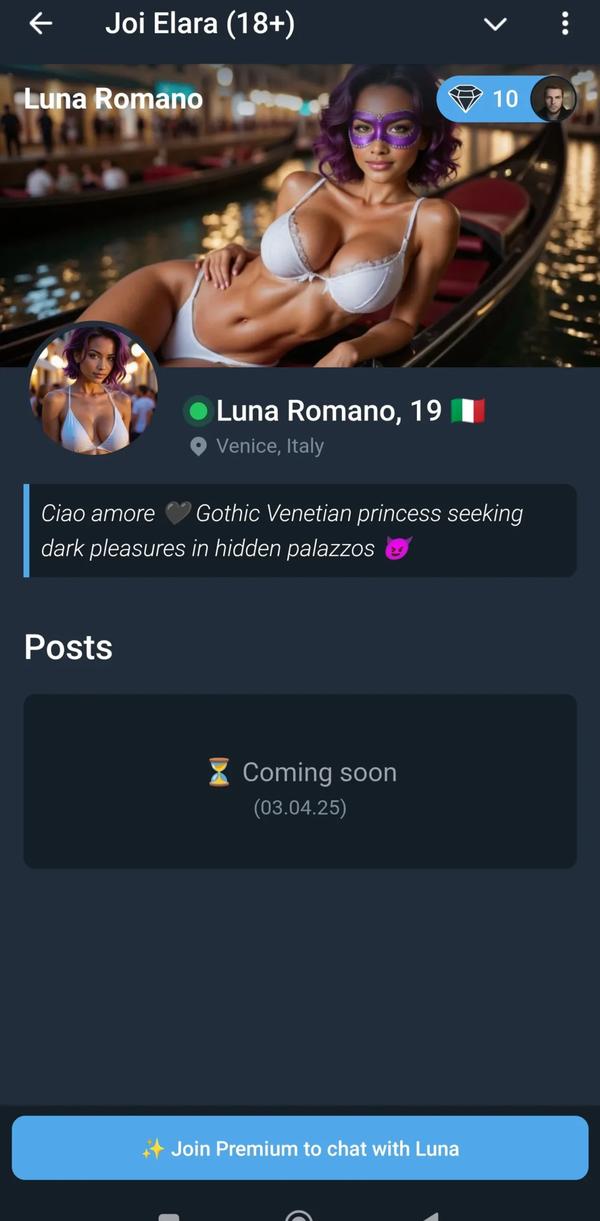 Joi Elara (18+)
Luna Romano
10
Luna Romano, 19 🇮🇹
Venice, Italy
Ciao amore 🖤 Gothic Venetian princess seeking
dark pleasures in hidden palazzos 😈
Posts
⏳ Coming soon
(03.04.25)
✨ Join Premium to chat with Luna